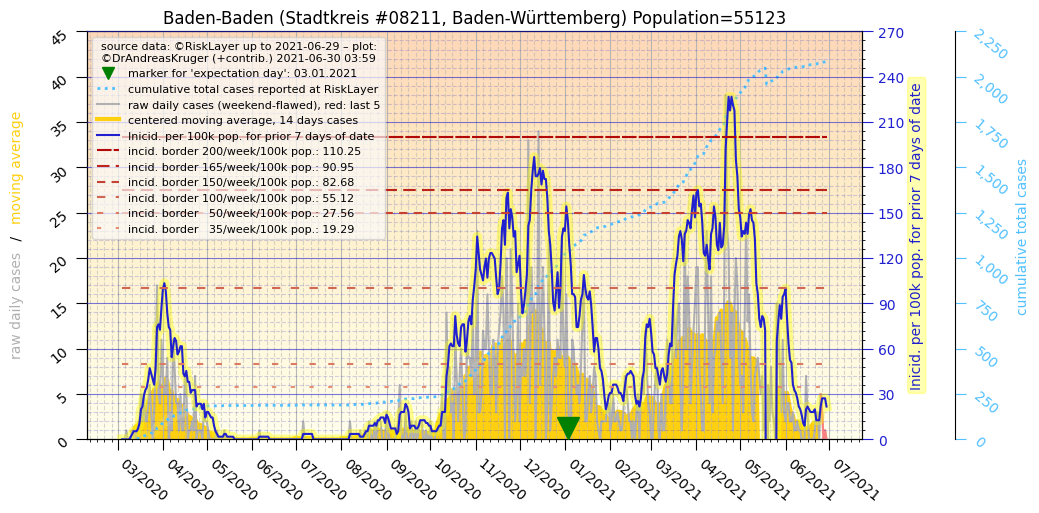 Baden-Baden (Stadtkreis #08211, Baden-Württemberg) Population=55123
source data: ©RiskLayer up to 2021-06-29 – plot:
©DrAndreasKruger (+contrib.) 2021-06-30 03:59
marker for 'expectation day': 03.01.2021
cumulative total cases reported at RiskLayer
raw daily cases (weekend-flawed), red: last 5
centered moving average, 14 days cases
Inicid. per 100k pop. for prior 7 days of date
incid. border 200/week/100k pop.: 110.25
incid. border 165/week/100k pop.: 90.95
incid. border 150/week/100k pop.: 82.68
incid. border 100/week/100k pop.: 55.12
incid. border 50/week/100k pop.: 27.56
incid. border 35/week/100k pop.: 19.29
raw daily cases / moving average
45
40
35
30
25
20
15
10
5
0
270
240
210
180
150
120
90
60
30
0
Inicid. per 100k pop. for prior 7 days of date
2,250
2,000
1,750
1,500
1,250
1,000
750
500
250
0
cumulative total cases
03/2020
04/2020
05/2020
06/2020
07/2020
08/2020
09/2020
10/2020
11/2020
12/2020
01/2021
02/2021
03/2021
04/2021
05/2021
06/2021
07/2021